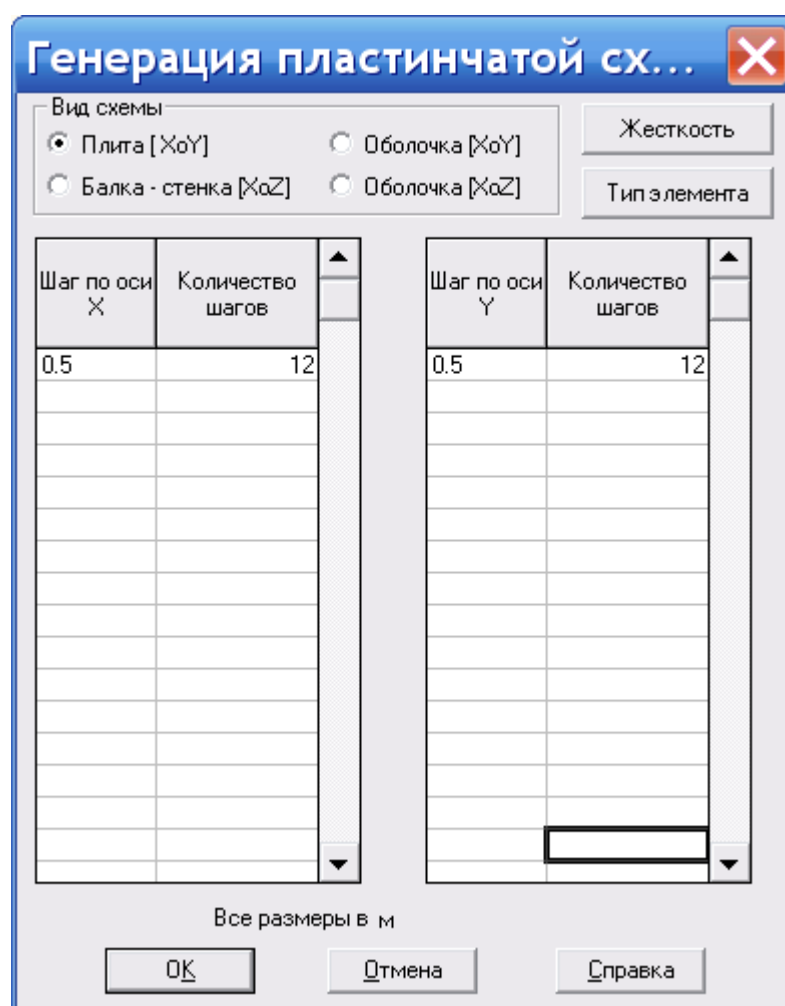 Генерация пластинчатой сх...
Вид схемы
Плита [ XoY]
Оболочка [XoY]
Балка - стенка [XoZ]
Оболочка [XoZ]
Жесткость
Тип элемента
Шаг по оси
X
Количество
шагов
0.5
12
Шаг по оси
Y
Количество
шагов
0.5
12
Все размеры в м
OK
Отмена
Справка